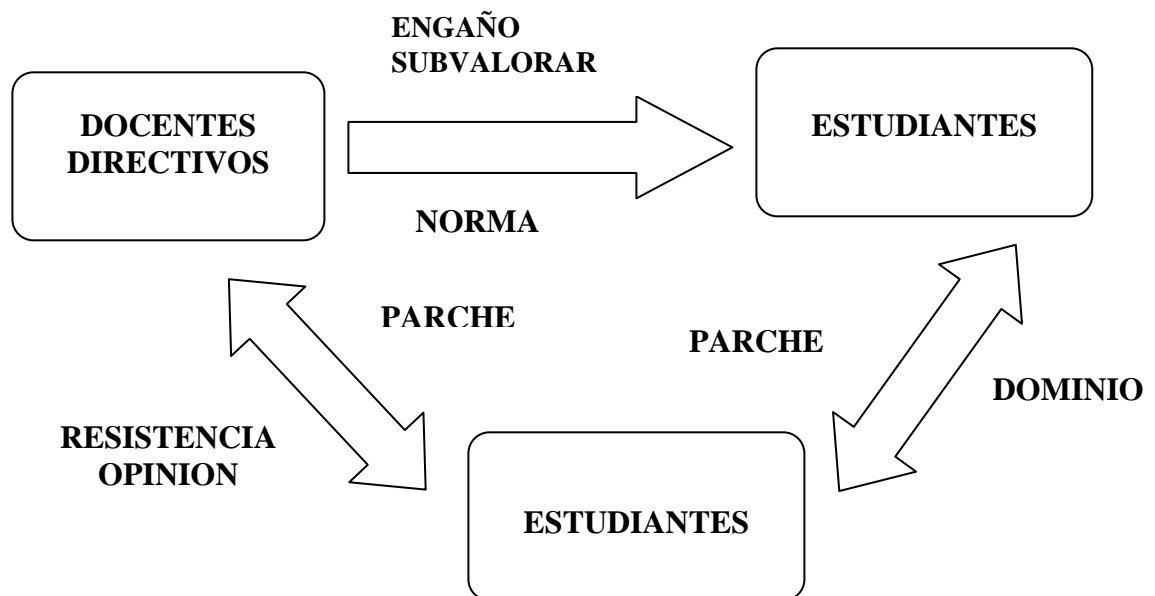 ENGAÑO
SUBVALORAR
DOCENTES
DIRECTIVOS
ESTUDIANTES
NORMA
PARCHE
PARCHE
DOMINIO
RESISTENCIA
OPINION
ESTUDIANTES